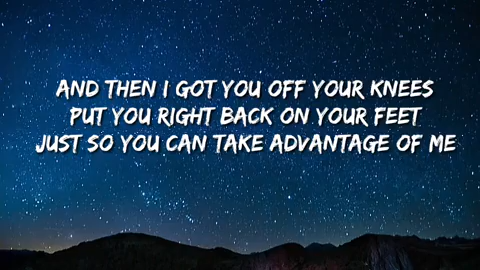 AND THEN I GOT YOU OFF YOUR KNEES
PUT YOU RIGHT BACK ON YOUR FEET
JUST SO YOU CAN TAKE ADVANTAGE OF ME